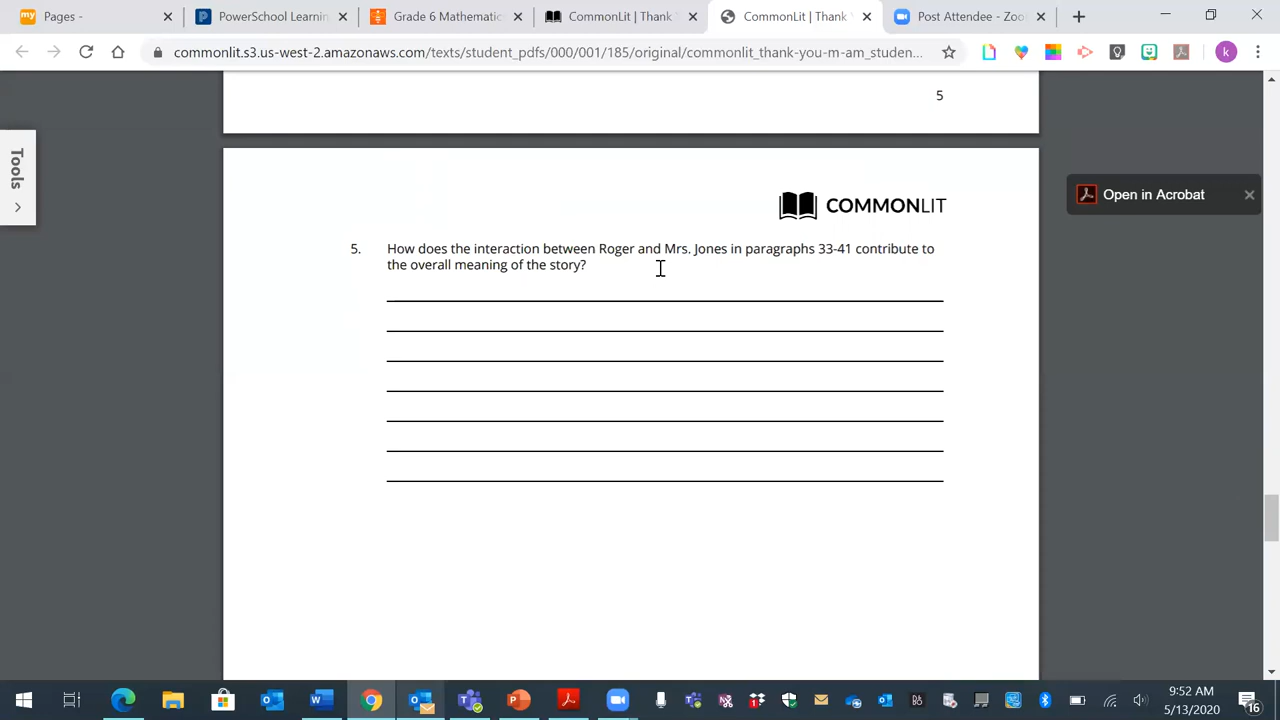 Pages -
PowerSchool Learnin
Grade 6 Mathematic
CommonLit | Thank
CommonLit | Thank
Post Attendee - Zoo
commonlit.s3.us-west-2.amazonaws.com/texts/student_pdfs/000/001/185/original/commonlit_thank-you-m-am_studen...
k
5
Tools
COMMONLIT
Open in Acrobat
5. How does the interaction between Roger and Mrs. Jones in paragraphs 33-41 contribute to
the overall meaning of the story?
9:52 AM
5/13/2020
16